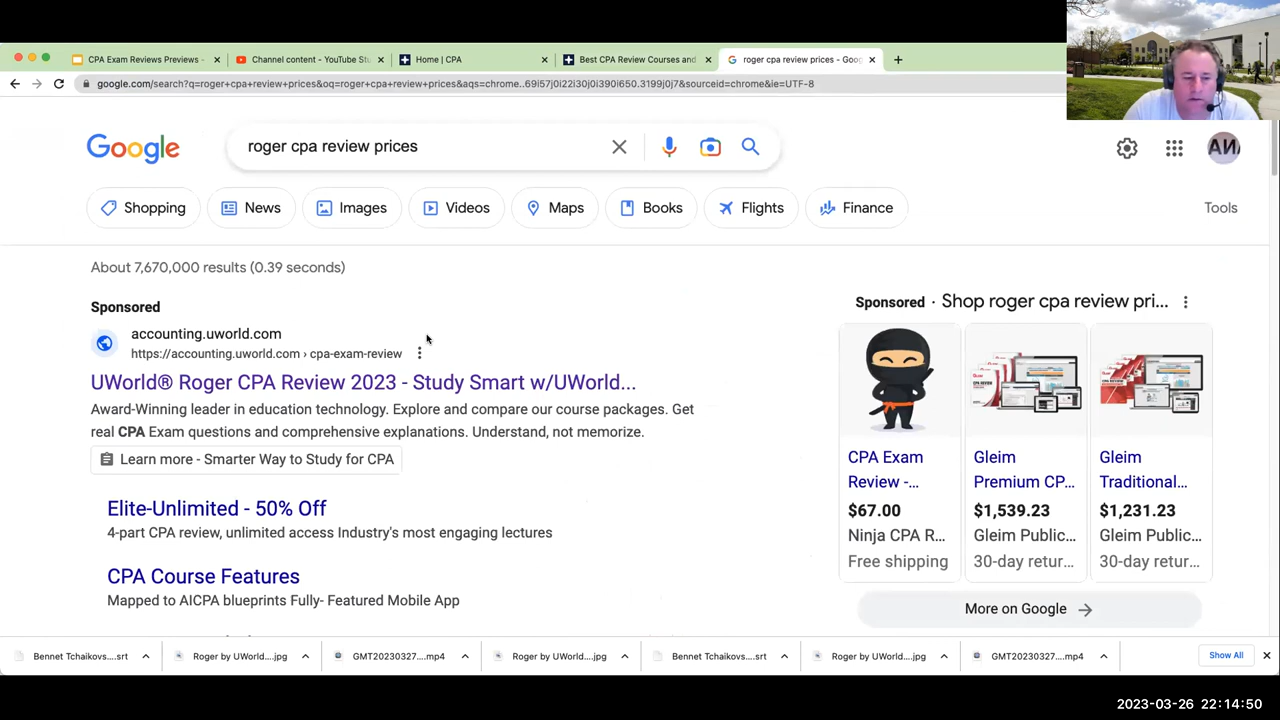 CPA Exam Reviews Previews -
Channel content - YouTube Stu
Home | CPA
Best CPA Review Courses and
roger cpa review prices - Goog
google.com/search?q=roger+cpa+review+prices&oq=roger+cpa+review+prices&aqs=chrome..69i57j0i22i30j0i390i650.3199j0j7&sourceid=chrome&ie=UTF-8
Google
roger cpa review prices
Shopping
News
Images
Videos
Maps
Books
Flights
Finance
Tools
About 7,670,000 results (0.39 seconds)
Sponsored
accounting.uworld.com
https://accounting.uworld.com › cpa-exam-review
UWorld® Roger CPA Review 2023 - Study Smart w/UWorld...
Award-Winning leader in education technology. Explore and compare our course packages. Get
real CPA Exam questions and comprehensive explanations. Understand, not memorize.
Learn more - Smarter Way to Study for CPA
Elite-Unlimited - 50% Off
4-part CPA review, unlimited access Industry's most engaging lectures
CPA Course Features
Mapped to AICPA blueprints Fully- Featured Mobile App
Sponsored · Shop roger cpa review pri...
CPA Exam
Review -...
$67.00
Ninja CPA R...
Free shipping
Gleim
Premium CP...
$1,539.23
Gleim Public...
30-day retur...
Gleim
Traditional...
$1,231.23
Gleim Public...
30-day retur...
More on Google
Bennet Tchaikovs....srt
Roger by UWorld....jpg
GMT20230327....mp4
Roger by UWorld....jpg
Bennet Tchaikovs....srt
Roger by UWorld....jpg
GMT20230327....mp4
Show All
2023-03-26 22:14:50